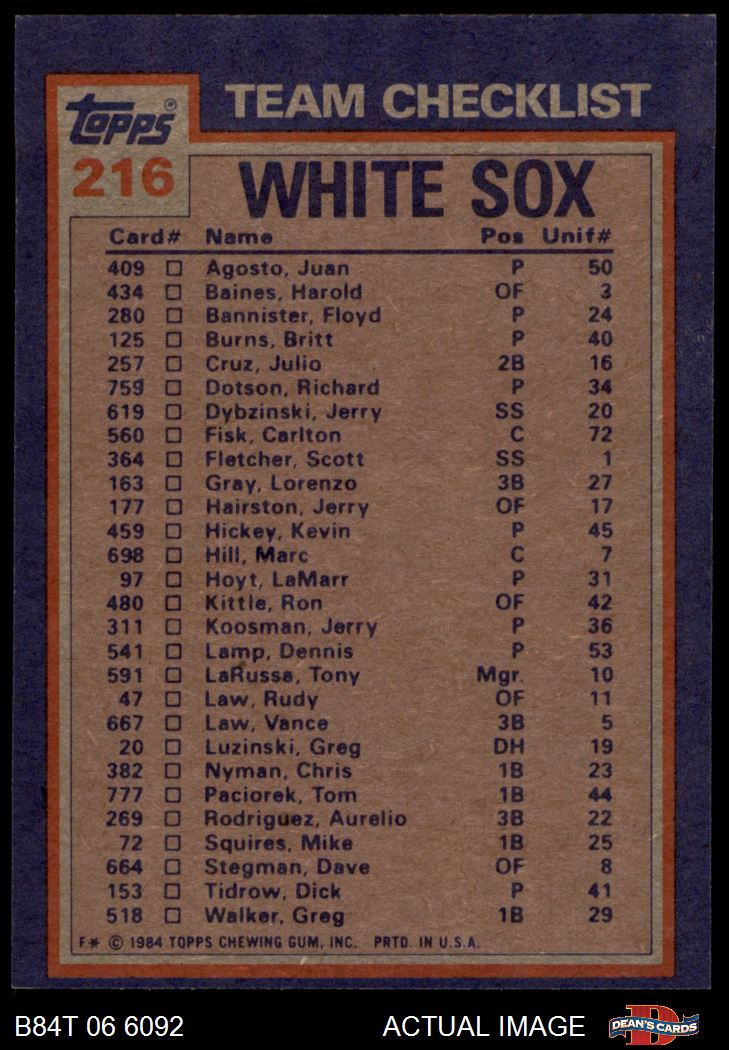 TOPPS®
TEAM CHECKLIST
216
WHITE SOX
Card# Name Pos Unif#
409 □ Agosto, Juan P 50
434 □ Baines, Harold OF 3
280 □ Bannister, Floyd P 24
125 □ Burns, Britt P 40
257 □ Cruz, Julio 2B 16
759 □ Dotson, Richard P 34
619 □ Dybzinski, Jerry SS 20
560 □ Fisk, Carlton C 72
364 □ Fletcher, Scott SS 1
163 □ Gray, Lorenzo 3B 27
177 □ Hairston, Jerry OF 17
459 □ Hickey, Kevin P 45
698 □ Hill, Marc C 7
97 □ Hoyt, LaMarr P 31
480 □ Kittle, Ron OF 42
311 □ Koosman, Jerry P 36
541 □ Lamp, Dennis P 53
591 □ LaRussa, Tony Mgr. 10
47 □ Law, Rudy OF 11
667 □ Law, Vance 3B 5
20 □ Luzinski, Greg DH 19
382 □ Nyman, Chris 1B 23
777 □ Paciorek, Tom 1B 44
269 □ Rodriguez, Aurelio 3B 22
72 □ Squires, Mike 1B 25
664 □ Stegman, Dave OF 8
153 □ Tidrow, Dick P 41
518 □ Walker, Greg 1B 29
F* © 1984 TOPPS CHEWING GUM, INC. PRTD. IN U.S.A.
B84T 06 6092 ACTUAL IMAGE DEAN'S CARDS